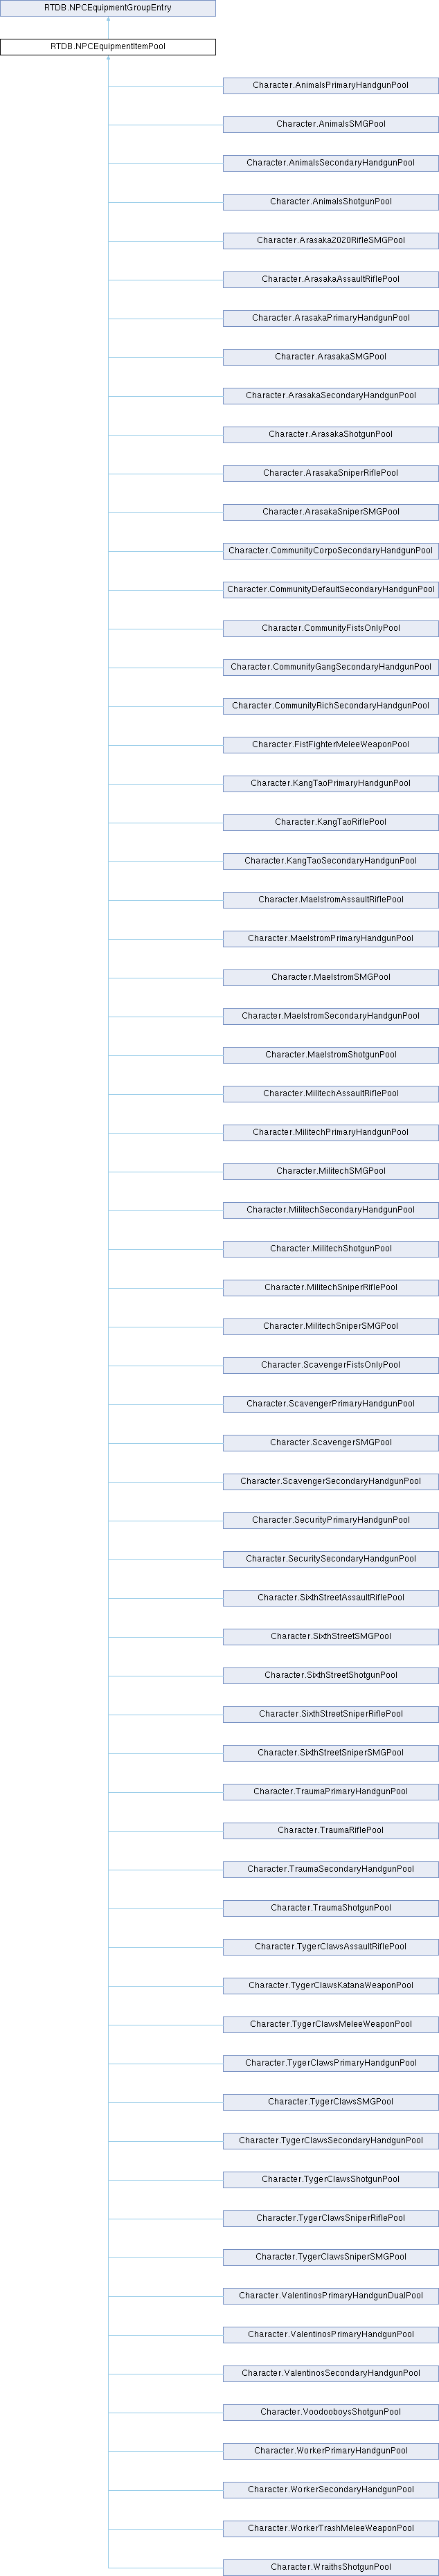 RTDB.NPCEquipmentGroupEntry
RTDB.NPCEquipmentItemPool
Character.AnimalsPrimaryHandgunPool
Character.AnimalsSMGPool
Character.AnimalsSecondaryHandgunPool
Character.AnimalsShotgunPool
Character.Arasaka2020RifleSMGPool
Character.ArasakaAssaultRiflePool
Character.ArasakaPrimaryHandgunPool
Character.ArasakaSMGPool
Character.ArasakaSecondaryHandgunPool
Character.ArasakaShotgunPool
Character.ArasakaSniperRiflePool
Character.ArasakaSniperSMGPool
Character.CommunityCorpoSecondaryHandgunPool
Character.CommunityDefaultSecondaryHandgunPool
Character.CommunityFistsOnlyPool
Character.CommunityGangSecondaryHandgunPool
Character.CommunityRichSecondaryHandgunPool
Character.FistFighterMeleeWeaponPool
Character.KangTaoPrimaryHandgunPool
Character.KangTaoRiflePool
Character.KangTaoSecondaryHandgunPool
Character.MaelstromAssaultRiflePool
Character.MaelstromPrimaryHandgunPool
Character.MaelstromSMGPool
Character.MaelstromSecondaryHandgunPool
Character.MaelstromShotgunPool
Character.MilitechAssaultRiflePool
Character.MilitechPrimaryHandgunPool
Character.MilitechSMGPool
Character.MilitechSecondaryHandgunPool
Character.MilitechShotgunPool
Character.MilitechSniperRiflePool
Character.MilitechSniperSMGPool
Character.ScavengerFistsOnlyPool
Character.ScavengerPrimaryHandgunPool
Character.ScavengerSMGPool
Character.ScavengerSecondaryHandgunPool
Character.SecurityPrimaryHandgunPool
Character.SecuritySecondaryHandgunPool
Character.SixthStreetAssaultRiflePool
Character.SixthStreetSMGPool
Character.SixthStreetShotgunPool
Character.SixthStreetSniperRiflePool
Character.SixthStreetSniperSMGPool
Character.TraumaPrimaryHandgunPool
Character.TraumaRiflePool
Character.TraumaSecondaryHandgunPool
Character.TraumaShotgunPool
Character.TygerClawsAssaultRiflePool
Character.TygerClawsKatanaWeaponPool
Character.TygerClawsMeleeWeaponPool
Character.TygerClawsPrimaryHandgunPool
Character.TygerClawsSMGPool
Character.TygerClawsSecondaryHandgunPool
Character.TygerClawsShotgunPool
Character.TygerClawsSniperRiflePool
Character.TygerClawsSniperSMGPool
Character.ValentinosPrimaryHandgunDualPool
Character.ValentinosPrimaryHandgunPool
Character.ValentinosSecondaryHandgunPool
Character.VoodooboysShotgunPool
Character.WorkerPrimaryHandgunPool
Character.WorkerSecondaryHandgunPool
Character.WorkerTrashMeleeWeaponPool
Character.WraithsShotgunPool